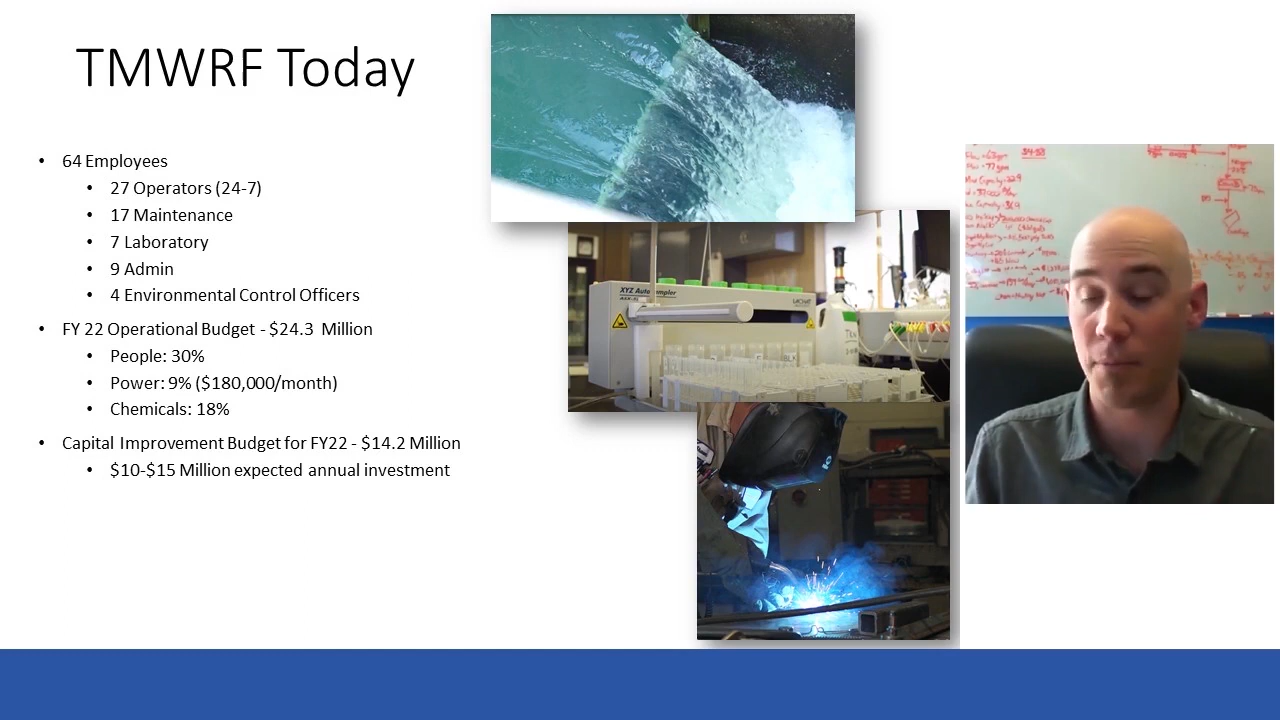 TMWRF Today
• 64 Employees
• 27 Operators (24-7)
• 17 Maintenance
• 7 Laboratory
• 9 Admin
• 4 Environmental Control Officers
• FY 22 Operational Budget - $24.3 Million
• People: 30%
• Power: 9% ($180,000/month)
• Chemicals: 18%
• Capital Improvement Budget for FY22 - $14.2 Million
• $10-$15 Million expected annual investment
XYZ
LACHAT